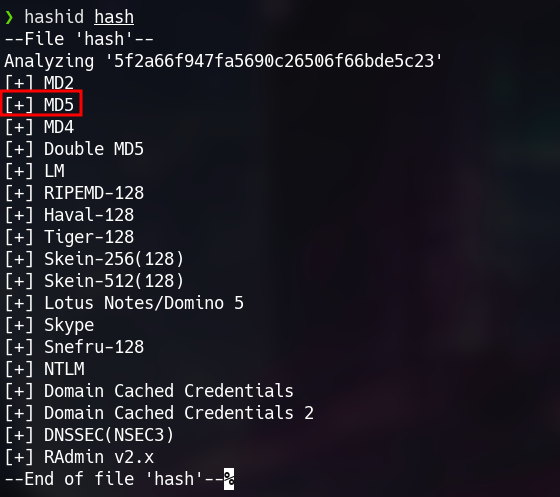 ❯ hashid hash
--File 'hash'--
Analyzing '5f2a66f947fa5690c26506f66bde5c23'
[+] MD2
[+] MD5
[+] MD4
[+] Double MD5
[+] LM
[+] RIPEMD-128
[+] Haval-128
[+] Tiger-128
[+] Skein-256(128)
[+] Skein-512(128)
[+] Lotus Notes/Domino 5
[+] Skype
[+] Snefru-128
[+] NTLM
[+] Domain Cached Credentials
[+] Domain Cached Credentials 2
[+] DNSSEC(NSEC3)
[+] RAdmin v2.x
--End of file 'hash'--%